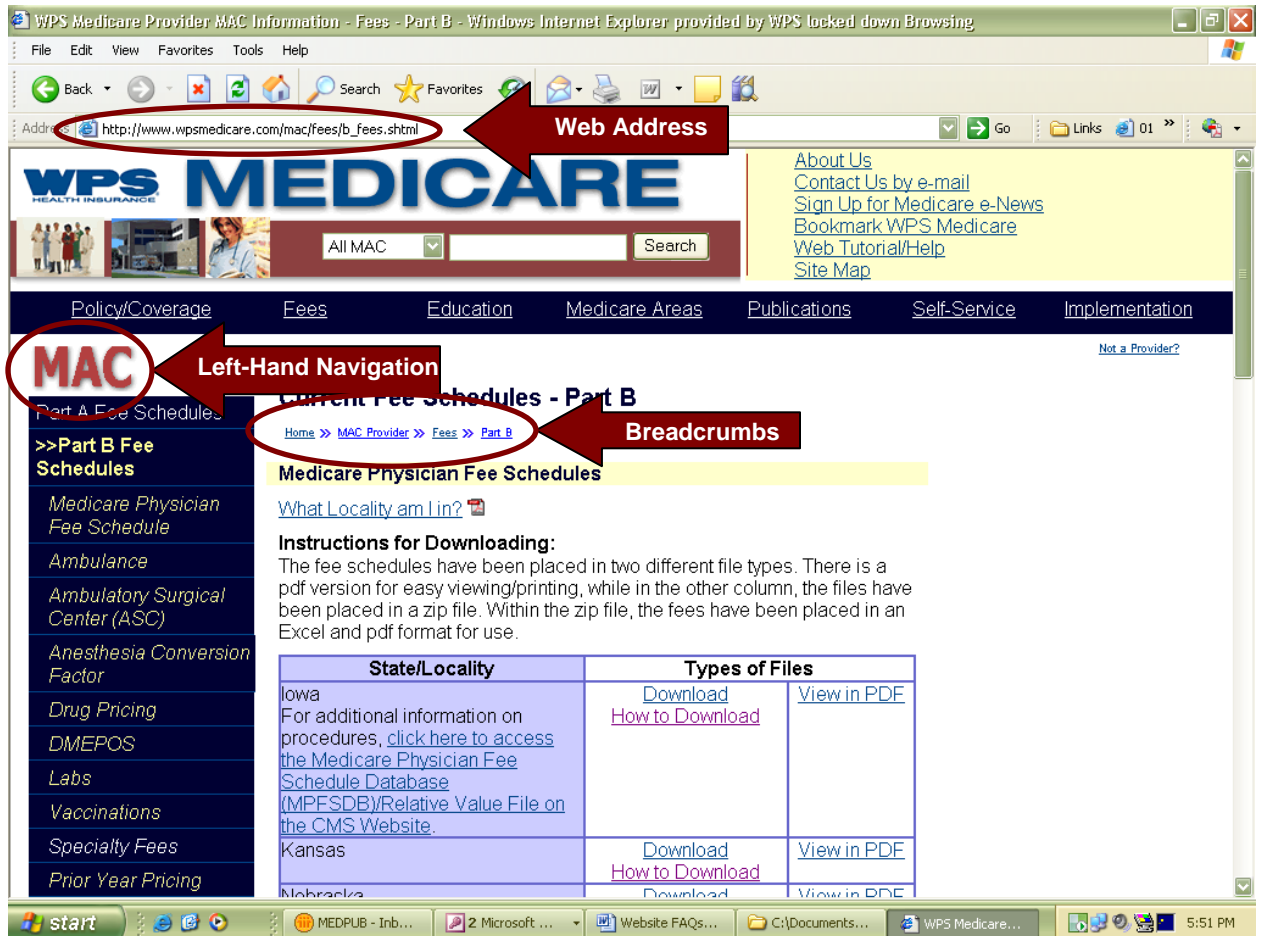 WPS Medicare Provider MAC Information - Fees - Part B - Windows Internet Explorer provided by WPS locked down Browsing
File Edit View Favorites Tools Help
Back Search Favorites
Address http://www.wpsmedicare.com/mac/fees/b_fees.shtml Go Links 01 »
Web Address
WPS MEDICARE
HEALTH INSURANCE
All MAC Search
About Us
Contact Us by e-mail
Sign Up for Medicare e-News
Bookmark WPS Medicare
Web Tutorial/Help
Site Map
Policy/Coverage Fees Education Medicare Areas Publications Self-Service Implementation
Not a Provider?
MAC
Left-Hand Navigation
Part A Fee Schedules
>>Part B Fee
Schedules
Medicare Physician
Fee Schedule
Ambulance
Ambulatory Surgical
Center (ASC)
Anesthesia Conversion
Factor
Drug Pricing
DMEPOS
Labs
Vaccinations
Specialty Fees
Prior Year Pricing
Current Fee Schedules - Part B
Home >> MAC Provider >> Fees >> Part B
Breadcrumbs
Medicare Physician Fee Schedules
What Locality am I in?
Instructions for Downloading:
The fee schedules have been placed in two different file types. There is a
pdf version for easy viewing/printing, while in the other column, the files have
been placed in a zip file. Within the zip file, the fees have been placed in an
Excel and pdf format for use.
State/Locality Types of Files
Iowa Download View in PDF
For additional information on How to Download
procedures, click here to access
the Medicare Physician Fee
Schedule Database
(MPFSDB)/Relative Value File on
the CMS Website.
Kansas Download View in PDF
How to Download
Nebraska Download View in PDF
start MEDPUB - Inb... 2 Microsoft ... Website FAQs... C:\Documents... WPS Medicare... 5:51 PM